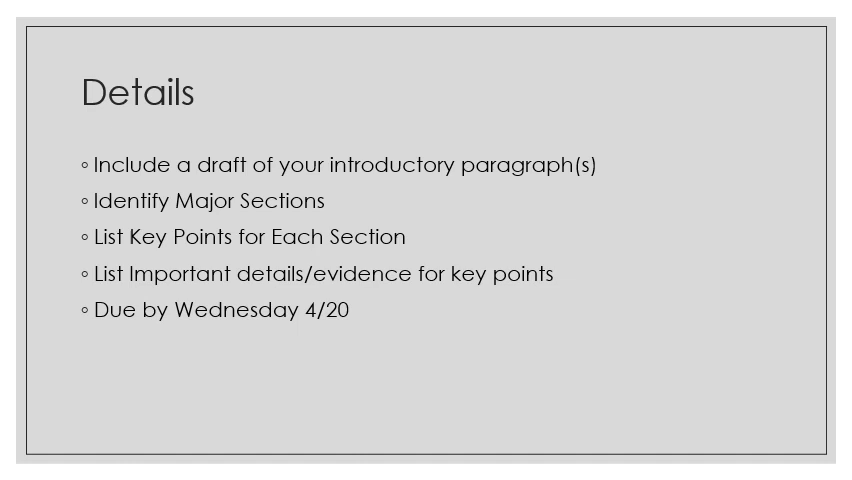 Details
◦ Include a draft of your introductory paragraph(s)
◦ Identify Major Sections
◦ List Key Points for Each Section
◦ List Important details/evidence for key points
◦ Due by Wednesday 4/20